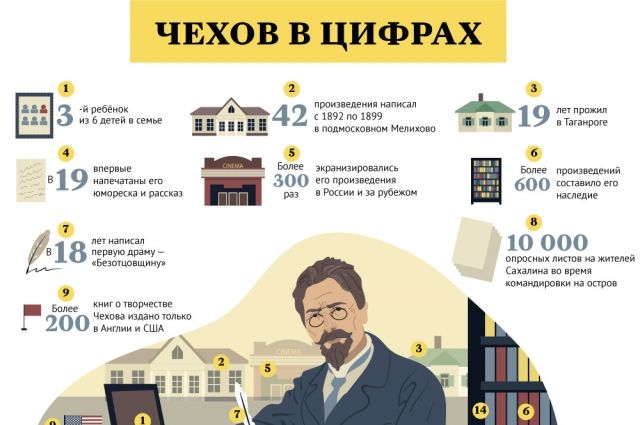 ЧЕХОВ В ЦИФРАХ
1
3 -й ребёнок
из 6 детей в семье
2
42 произведения написал
с 1892 по 1899
в подмосковном Мелихово
3
19 лет прожил
в Таганроге
4
В 19 впервые
напечатаны его
юмореска и рассказ
5
CINEMA
Более
300
раз
экранизировались
его произведения
в России и за рубежом
6
Более
600
произведений
составило его
наследие
7
В 18 лет написал
первую драму —
«Безотцовщину»
8
10 000
опросных листов на жителей
Сахалина во время
командировки на остров
9
Более
200
книг о творчестве
Чехова издано только
в Англии и США
2
CINEMA
5
3
7
1
9
14
6